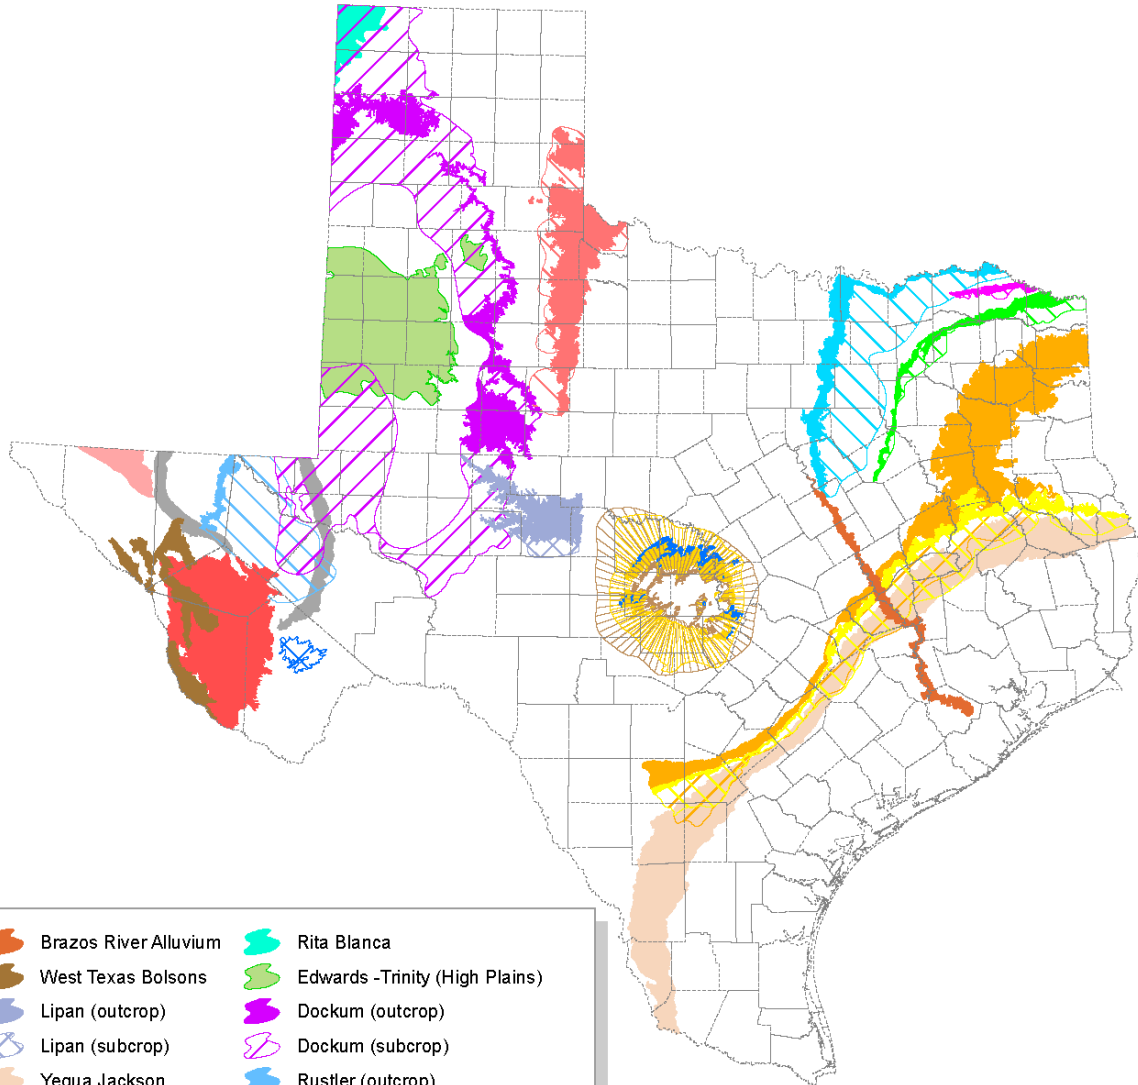 Brazos River Alluvium
West Texas Bolsons
Lipan (outcrop)
Lipan (subcrop)
Yegua Jackson
Rita Blanca
Edwards -Trinity (High Plains)
Dockum (outcrop)
Dockum (subcrop)
Rustler (outcrop)